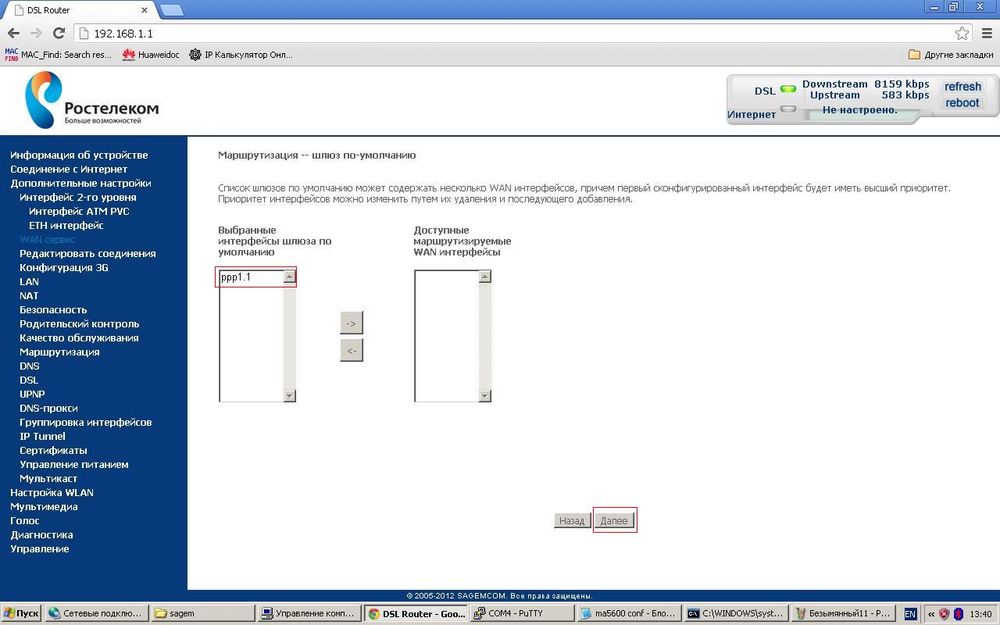 DSL Router
192.168.1.1
MAC FIND MAC_Find: Search res... Huaweidoc IP Калькулятор Онл... Другие закладки
Ростелеком
Больше возможностей
DSL Downstream 8159 kbps refresh
Upstream 583 kbps
Интернет Не настроено. reboot
Информация об устройстве
Соединение с Интернет
Дополнительные настройки
Интерфейс 2-го уровня
Интерфейс ATM PVC
ETH интерфейс
WAN сервис
Редактировать соединения
Конфигурация 3G
LAN
NAT
Безопасность
Родительский контроль
Качество обслуживания
Маршрутизация
DNS
DSL
UPNP
DNS-прокси
Группировка интерфейсов
IP Tunnel
Сертификаты
Управление питанием
Мультикаст
Настройка WLAN
Мультимедиа
Голос
Диагностика
Управление
Маршрутизация -- шлюз по-умолчанию
Список шлюзов по умолчанию может содержать несколько WAN интерфейсов, причем первый сконфигурированный интерфейс будет иметь высший приоритет.
Приоритет интерфейсов можно изменить путем их удаления и последующего добавления.
Выбранные
интерфейсы шлюза по
умолчанию
Доступные
маршрутизируемые
WAN интерфейсы
ppp1.1
->
<-
Назад Далее
© 2005-2012 SAGEMCOM. Все права защищены.
Пуск Сетевые подклю... sagem Управление комп... DSL Router - Goo... COM4 - PuTTY ma5600 conf - Бло... C:\WINDOWS\syst... Безымянный11 - P... EN « 13:40